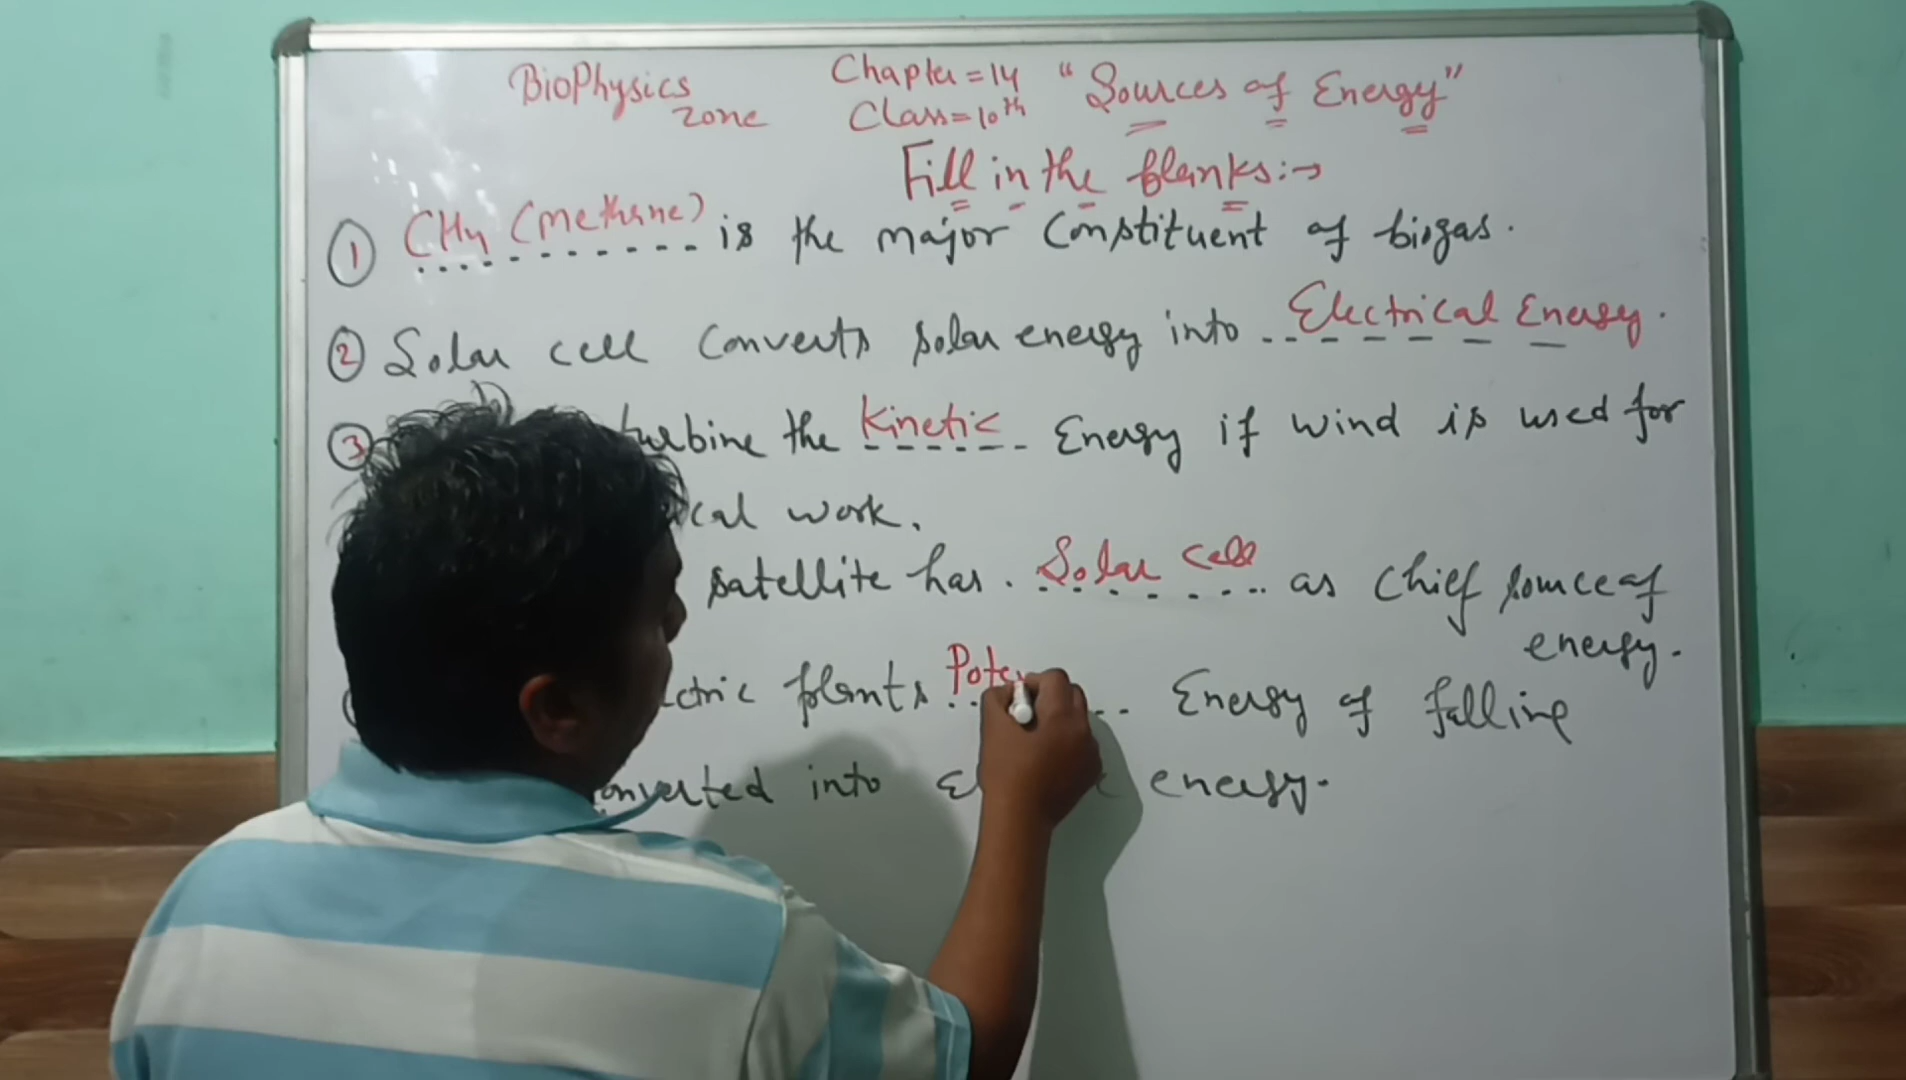 BioPhysics zone
Chapter = 14 "Sources of Energy"
Class = 10th
Fill in the blanks:→
① CH4 (Methane) is the major constituent of biogas.
② Solar cell converts solar energy into Electrical Energy.
③ turbine the Kinetic Energy if wind is used for
cal work.
satellite has Solar Cell as chief source of
energy.
ctric plants Pote Energy of falling
converted into energy.